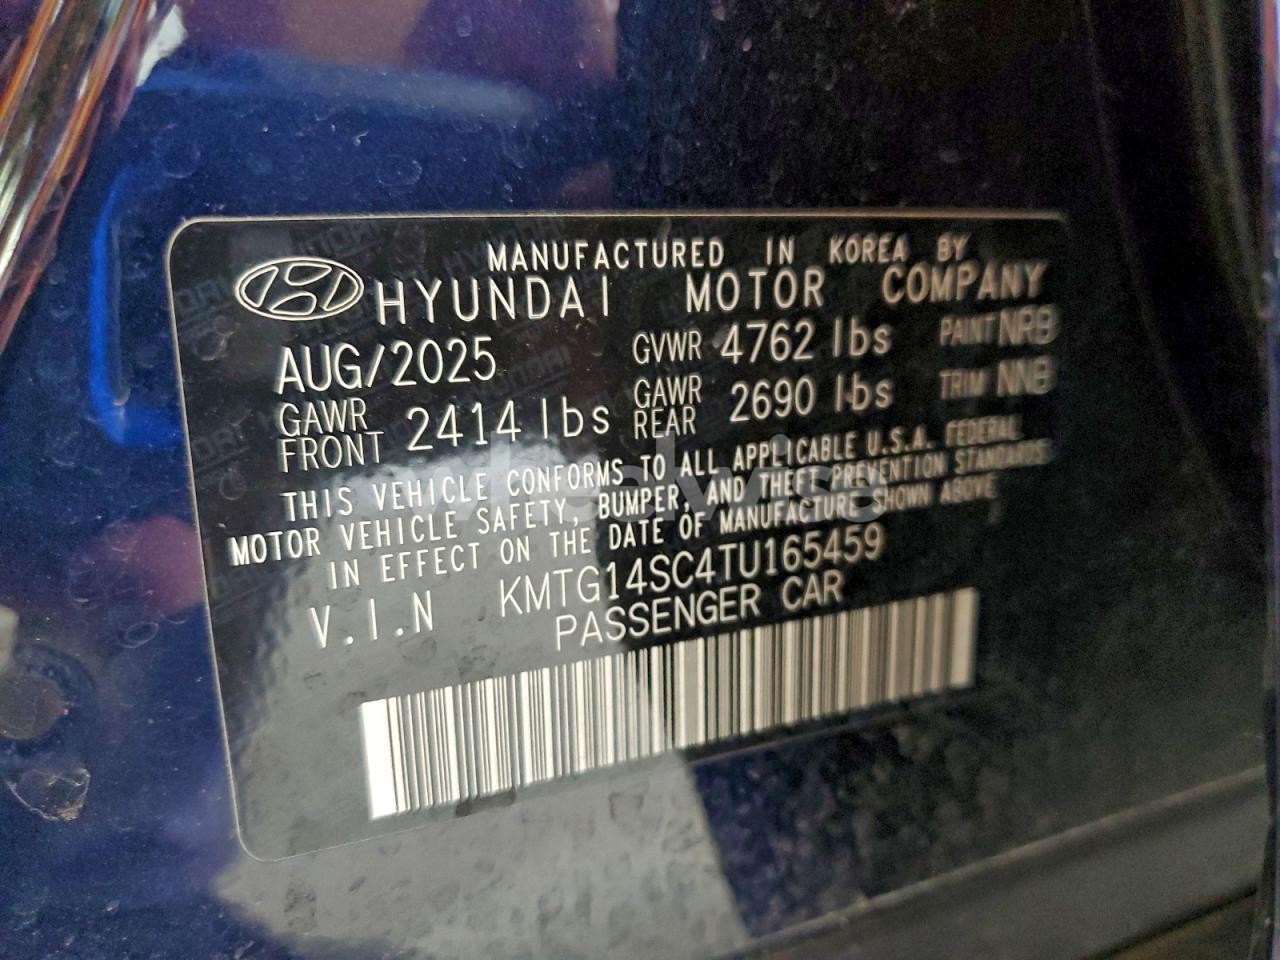 MANUFACTURED IN KOREA BY
HYUNDAI MOTOR COMPANY
AUG/2025 GVWR 4762 lbs PAINT NR9
GAWR FRONT 2414 lbs GAWR REAR 2690 lbs TRIM NNB
THIS VEHICLE CONFORMS TO ALL APPLICABLE U.S.A. FEDERAL
MOTOR VEHICLE SAFETY, BUMPER, AND THEFT PREVENTION STANDARDS
IN EFFECT ON THE DATE OF MANUFACTURE SHOWN ABOVE
V.I.N KMTG14SC4TU165459
PASSENGER CAR
wheelwise